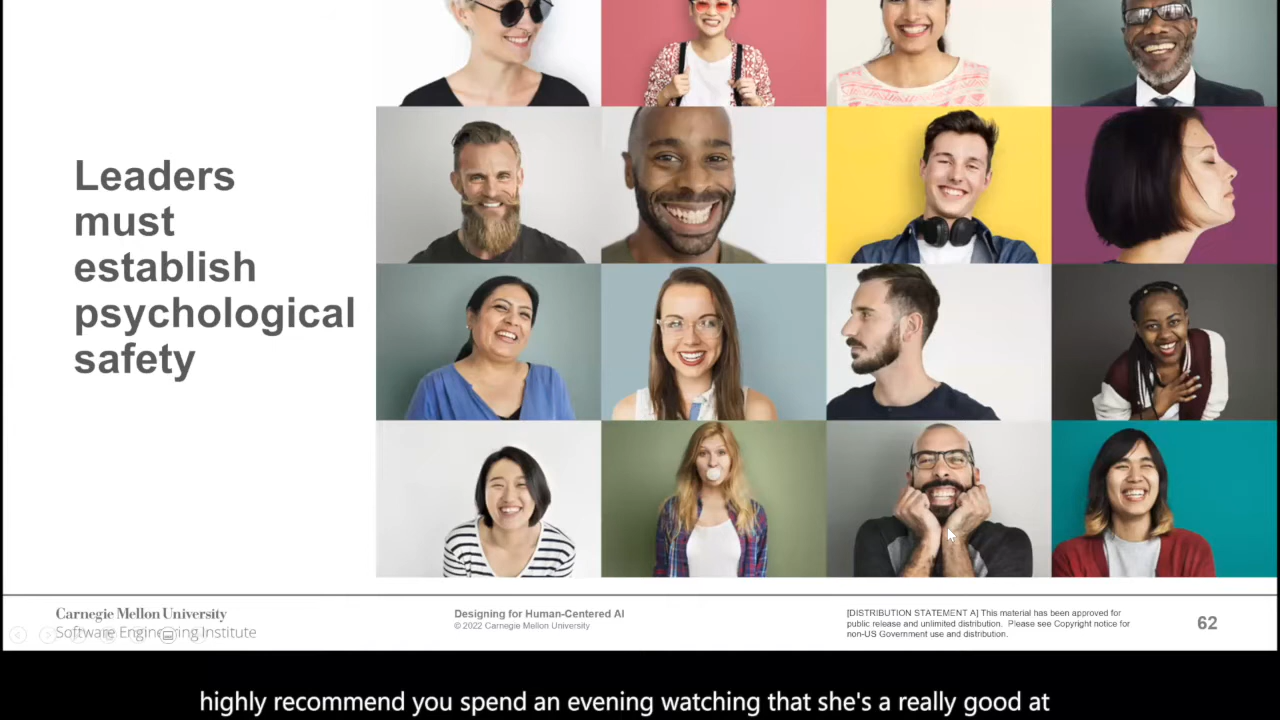 Leaders
must
establish
psychological
safety
Carnegie Mellon University
Software Engineering Institute
Designing for Human-Centered AI
© 2022 Carnegie Mellon University
[DISTRIBUTION STATEMENT A] This material has been approved for
public release and unlimited distribution. Please see Copyright notice for
non-US Government use and distribution.
62
highly recommend you spend an evening watching that she's a really good at